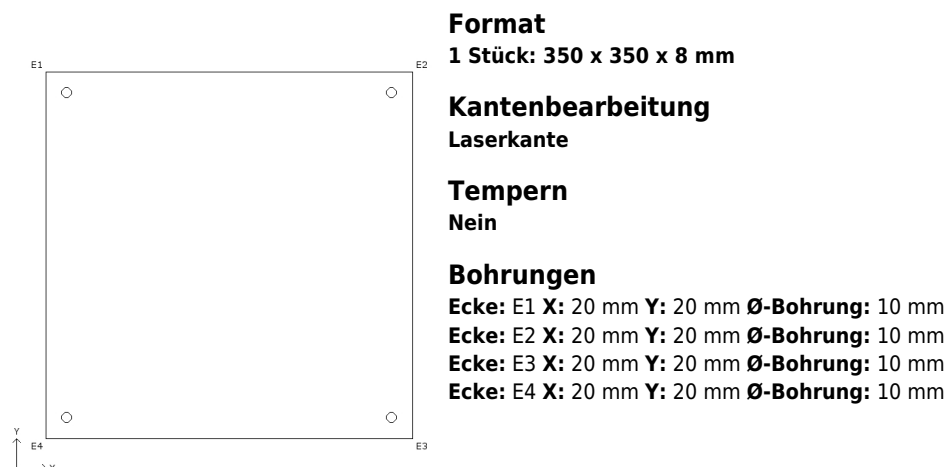 E1
E2
E4
E3
Y
X
Format
1 Stück: 350 x 350 x 8 mm
Kantenbearbeitung
Laserkante
Tempern
Nein
Bohrungen
Ecke: E1 X: 20 mm Y: 20 mm Ø-Bohrung: 10 mm
Ecke: E2 X: 20 mm Y: 20 mm Ø-Bohrung: 10 mm
Ecke: E3 X: 20 mm Y: 20 mm Ø-Bohrung: 10 mm
Ecke: E4 X: 20 mm Y: 20 mm Ø-Bohrung: 10 mm